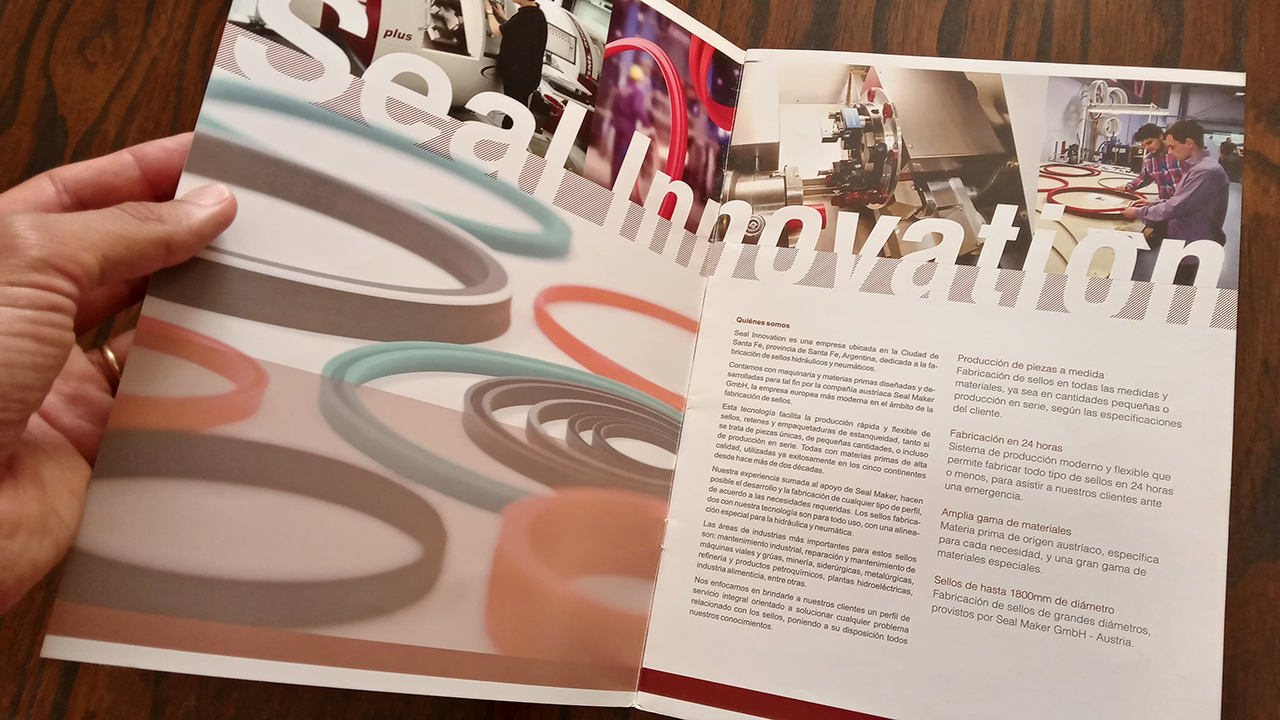 plus
Seal Innovation
Quiénes somos
Seal Innovation es una empresa ubicada en la Ciudad de
Santa Fe, provincia de Santa Fe, Argentina, dedicada a la fa-
bricación de sellos hidráulicos y neumáticos.
Contamos con maquinaria y materias primas diseñadas y de-
sarrolladas para tal fin por la compañía austríaca Seal Maker
GmbH, la empresa europea más moderna en el ámbito de la
fabricación de sellos.
Esta tecnología facilita la producción rápida y flexible de
sellos, retenes y empaquetaduras de estanqueidad, tanto si
se trata de piezas únicas, de pequeñas cantidades, o incluso
de producción en serie. Todas con materias primas de alta
calidad, utilizadas ya exitosamente en los cinco continentes
desde hace más de dos décadas.
Nuestra experiencia sumada al apoyo de Seal Maker, hacen
posible el desarrollo y la fabricación de cualquier tipo de perfil,
de acuerdo a las necesidades requeridas. Los sellos fabrica-
dos con nuestra tecnología son para todo uso, con una alinea-
ción especial para la hidráulica y neumática.
Las áreas de industrias más importantes para estos sellos
son: mantenimiento industrial, reparación y mantenimiento de
máquinas viales y grúas, minería, siderúrgicas, metalúrgicas,
refinería y productos petroquímicos, plantas hidroeléctricas,
industria alimenticia, entre otras.
Nos enfocamos en brindarle a nuestros clientes un perfil de
servicio integral orientado a solucionar cualquier problema
relacionado con los sellos, poniendo a su disposición todos
nuestros conocimientos.
Producción de piezas a medida
Fabricación de sellos en todas las medidas y
materiales, ya sea en cantidades pequeñas o
producción en serie, según las especificaciones
del cliente.
Fabricación en 24 horas
Sistema de producción moderno y flexible que
permite fabricar todo tipo de sellos en 24 horas
o menos, para asistir a nuestros clientes ante
una emergencia.
Amplia gama de materiales
Materia prima de origen austríaco, específica
para cada necesidad, y una gran gama de
materiales especiales.
Sellos de hasta 1800mm de diámetro
Fabricación de sellos de grandes diámetros,
provistos por Seal Maker GmbH - Austria.